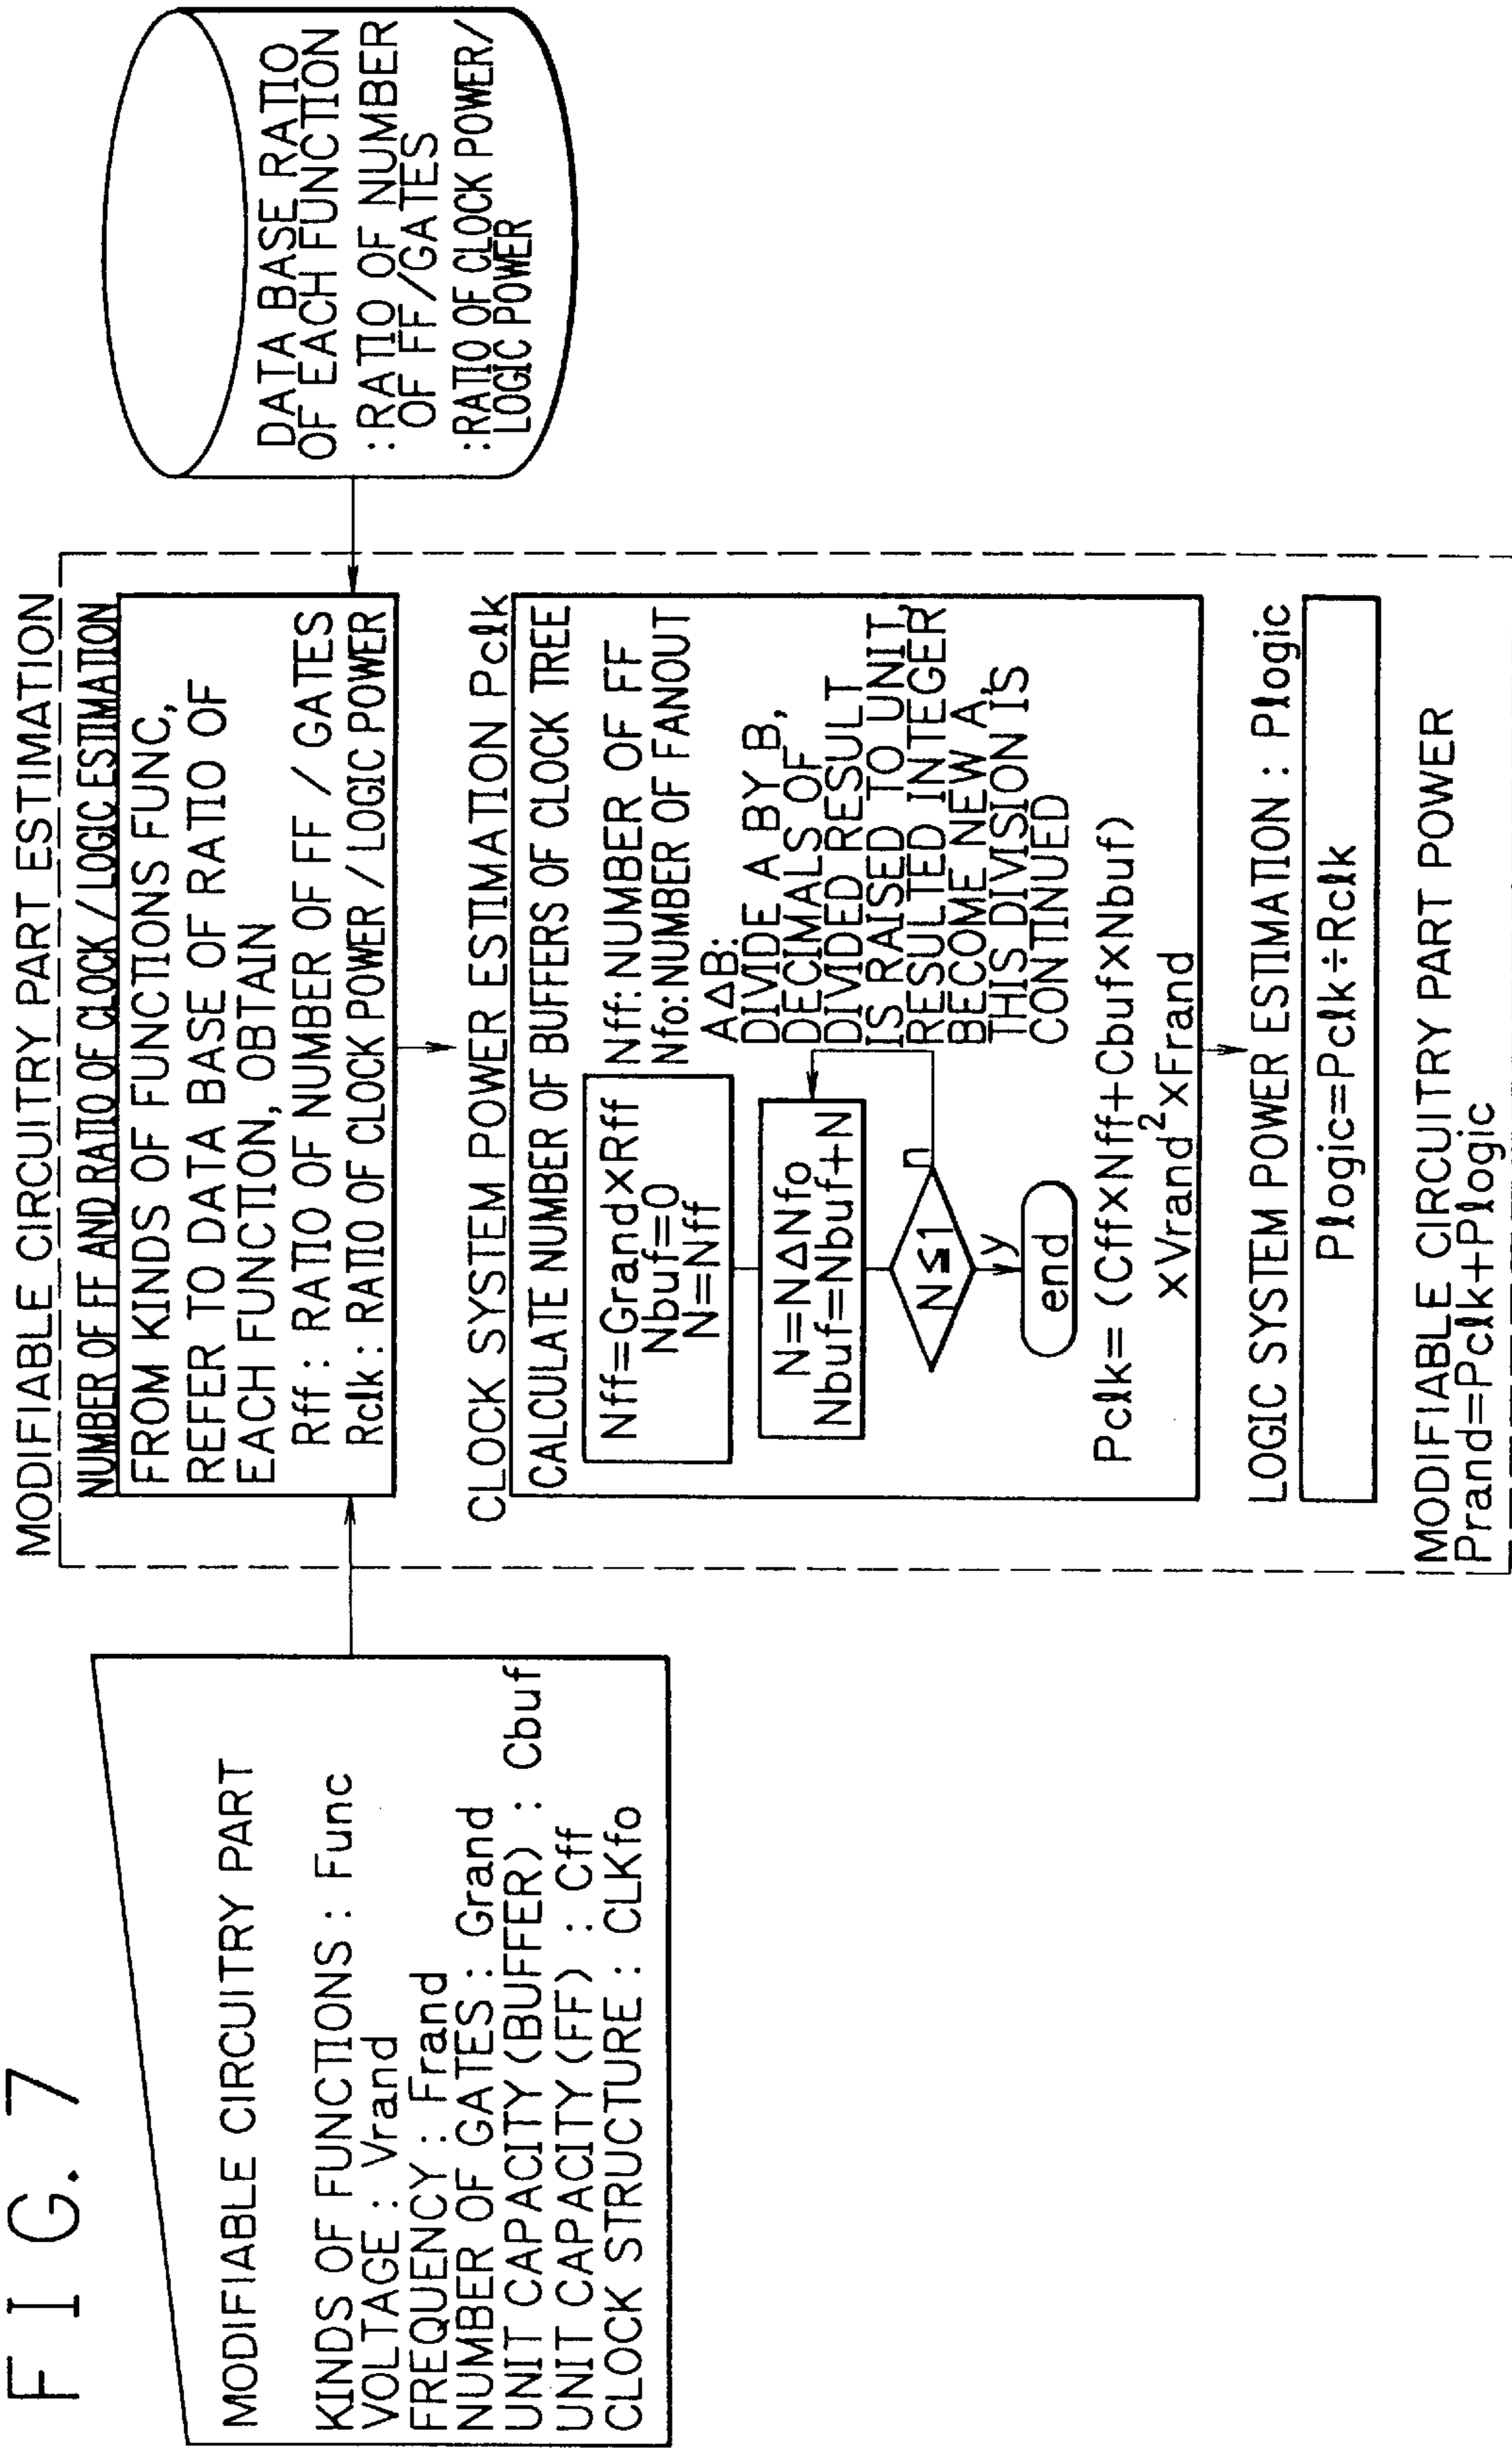 FIG. 7
MODIFIABLE CIRCUITRY PART
KINDS OF FUNCTIONS : Func
VOLTAGE : Vrand
FREQUENCY : Frand
NUMBER OF GATES : Grand
UNIT CAPACITY (BUFFER) : Cbuf
UNIT CAPACITY (FF) : Cff
CLOCK STRUCTURE : CLKfo
MODIFIABLE CIRCUITRY PART ESTIMATION
NUMBER OF FF AND RATIO OF CLOCK / LOGIC ESTIMATION
FROM KINDS OF FUNCTIONS FUNC,
REFER TO DATA BASE OF RATIO OF
EACH FUNCTION, OBTAIN
Rff : RATIO OF NUMBER OF FF / GATES
Rclk : RATIO OF CLOCK POWER / LOGIC POWER
CLOCK SYSTEM POWER ESTIMATION Pclk
CALCULATE NUMBER OF BUFFERS OF CLOCK TREE
Nff=Grand×Rff
Nbuf=0
N=Nff
N=N△Nfo
Nbuf=Nbuf+N
N≦1
n
y
end
Nff: NUMBER OF FF
Nfo: NUMBER OF FANOUT
A△B:
DIVIDE A BY B,
DECIMALS OF
DIVIDED RESULT
IS RAISED TO UNIT,
RESULTED INTEGER
BECOME NEW A,
THIS DIVISION IS
CONTINUED
Pclk= (Cff×Nff+Cbuf×Nbuf)
×Vrand²×Frand
LOGIC SYSTEM POWER ESTIMATION : Plogic
Plogic=Pclk÷Rclk
MODIFIABLE CIRCUITRY PART POWER
Prand=Pclk+Plogic
DATA BASE RATIO
OF EACH FUNCTION
:RATIO OF NUMBER
OF FF/GATES
:RATIO OF CLOCK POWER/
LOGIC POWER